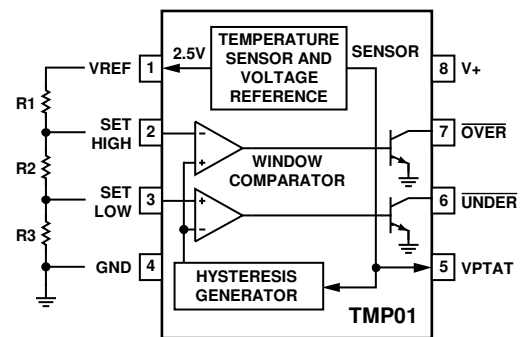 TEMPERATURE
SENSOR AND
VOLTAGE
REFERENCE
2.5V
SENSOR
VREF
1
8
V+
R1
SET
HIGH
2
7
OVER
R2
WINDOW
COMPARATOR
SET
LOW
3
6
UNDER
R3
GND
4
HYSTERESIS
GENERATOR
5
VPTAT
TMP01
–
+
+
–